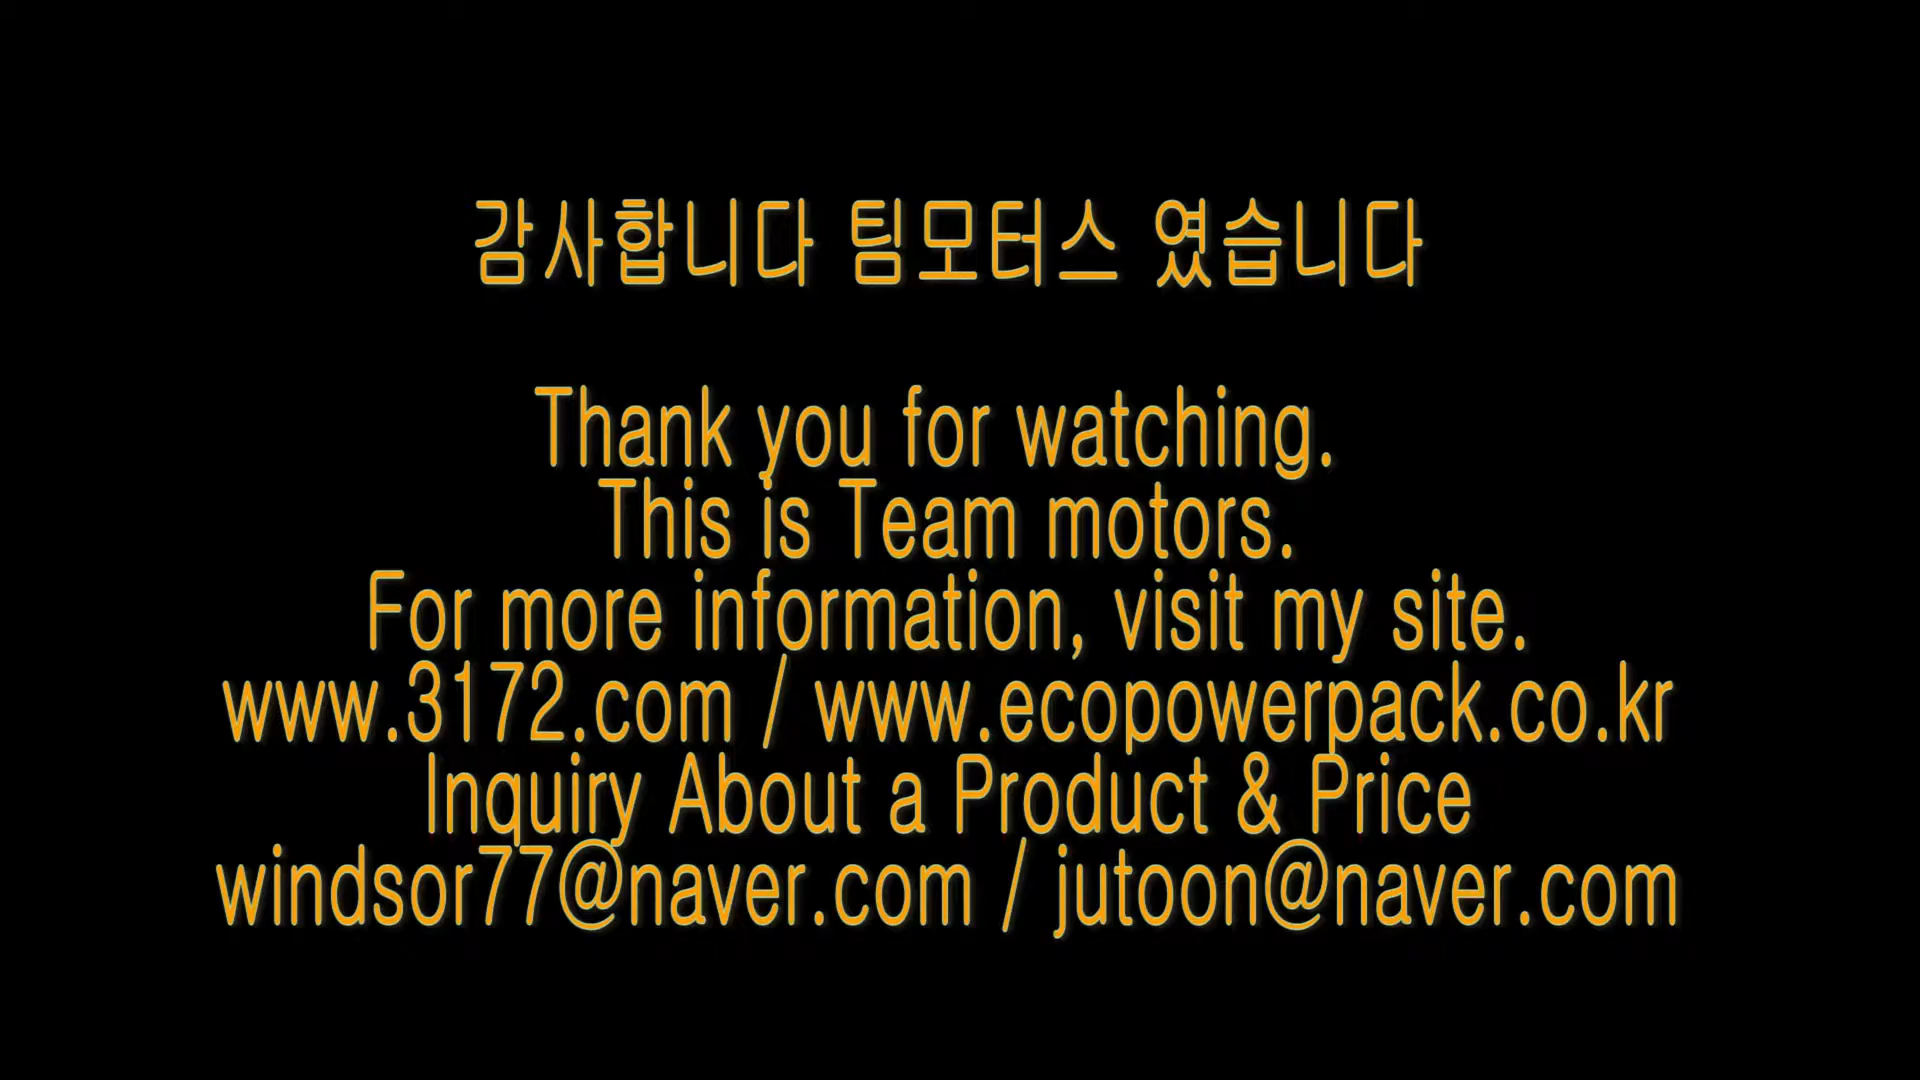 감사합니다 팀모터스 였습니다
Thank you for watching.
This is Team motors.
For more information, visit my site.
www.3172.com / www.ecopowerpack.co.kr
Inquiry About a Product & Price
windsor77@naver.com / jutoon@naver.com